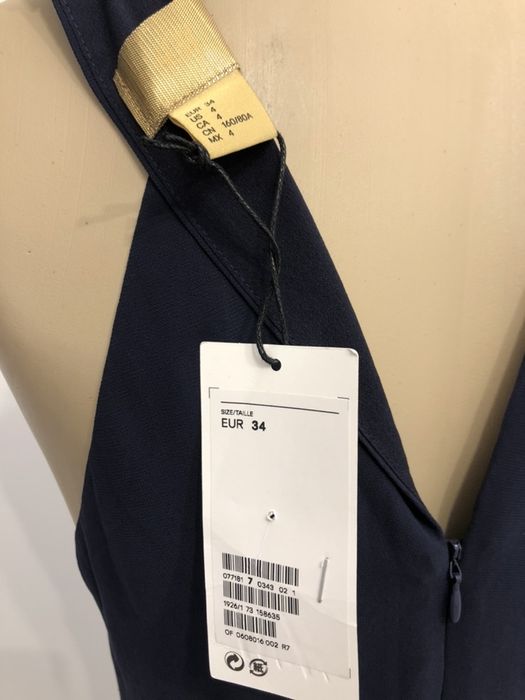 EUR 34
US 4
CA 4
CN 160/80A
MX 4
SIZE/TAILLE
EUR 34
077181 7 0343 02 1
1926/1 73 158635
OF 0608016 002 R7